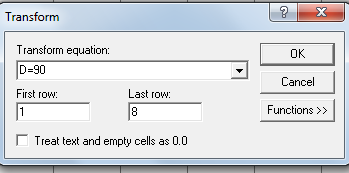 Transform
?
Transform equation:
D=90
OK
Cancel
First row:
Last row:
1
8
Functions >>
Treat text and empty cells as 0.0